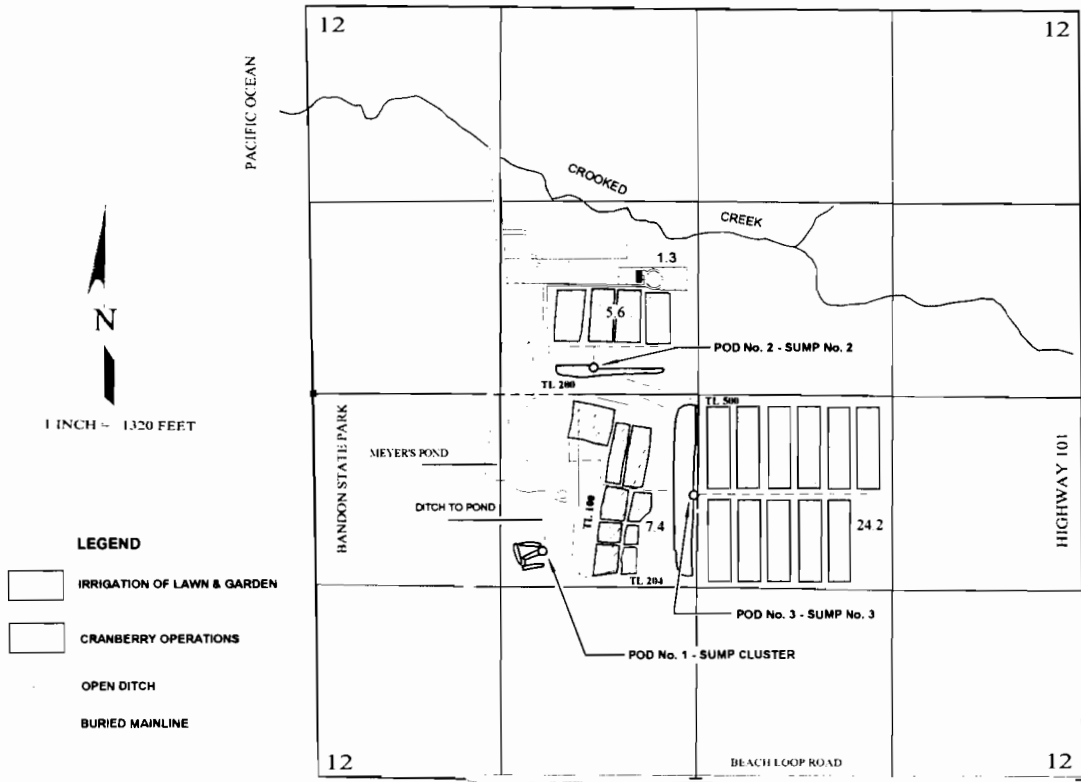 12
12
PACIFIC OCEAN
CROOKED
CREEK
1.3
N
5.6
POD No. 2 - SUMP No. 2
TL 200
TL 500
1 INCH = 1320 FEET
BANDON STATE PARK
MEYER'S POND
HIGHWAY 101
DITCH TO POND
TL 100
7.4
24.2
LEGEND
IRRIGATION OF LAWN & GARDEN
TL 204
POD No. 3 - SUMP No. 3
CRANBERRY OPERATIONS
POD No. 1 - SUMP CLUSTER
OPEN DITCH
BURIED MAINLINE
12
BEACH LOOP ROAD
12